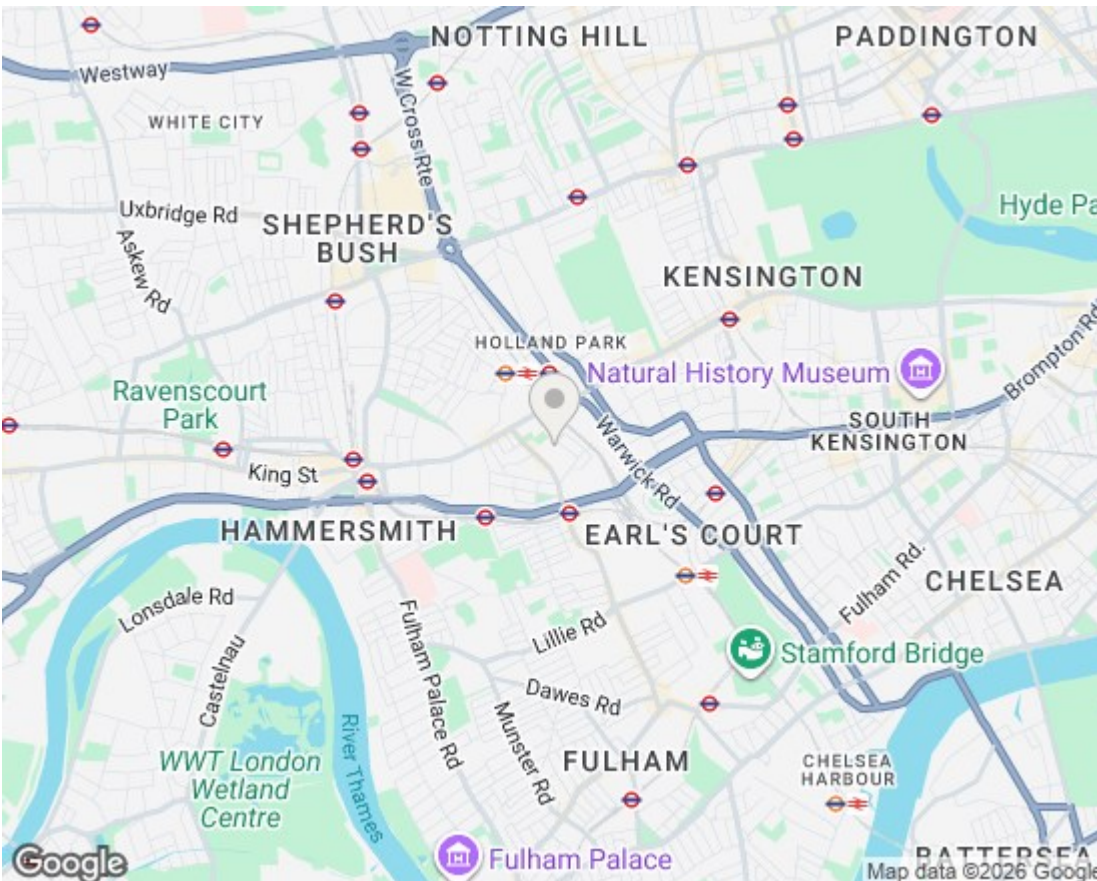 NOTTING HILL
PADDINGTON
Westway
W Cross Rte
WHITE CITY
Uxbridge Rd
Askew Rd
SHEPHERD'S
BUSH
Hyde Pa
KENSINGTON
HOLLAND PARK
Natural History Museum
Brompton Rd
Ravenscourt
Park
SOUTH
KENSINGTON
Warwick Rd
King St
HAMMERSMITH
EARL'S COURT
CHELSEA
Lonsdale Rd
Fulham Rd.
Castelnau
Fulham Palace Rd
Lillie Rd
Stamford Bridge
Dawes Rd
Munster Rd
River Thames
WWT London
Wetland
Centre
FULHAM
CHELSEA
HARBOUR
Fulham Palace
BATTERSEA
Google
Map data ©2026 Google